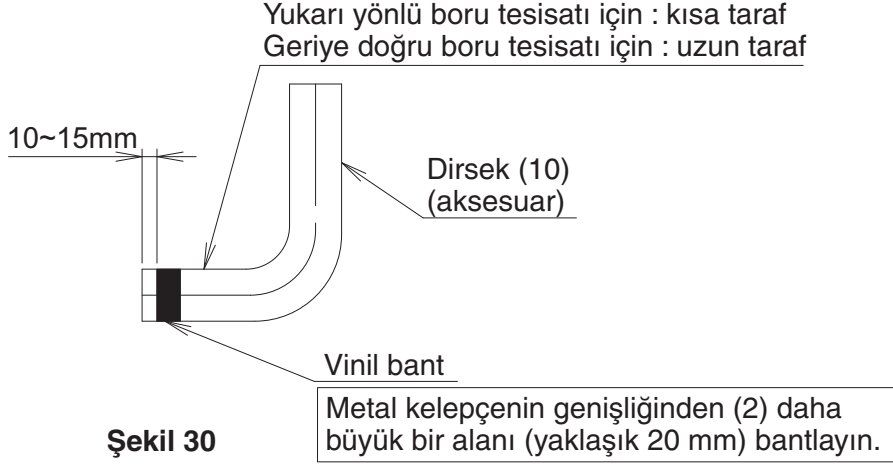 Yukarı yönlü boru tesisatı için : kısa taraf
Geriye doğru boru tesisatı için : uzun taraf
10~15mm
Dirsek (10)
(aksesuar)
Vinil bant
Metal kelepçenin genişliğinden (2) daha
büyük bir alanı (yaklaşık 20 mm) bantlayın.
Şekil 30